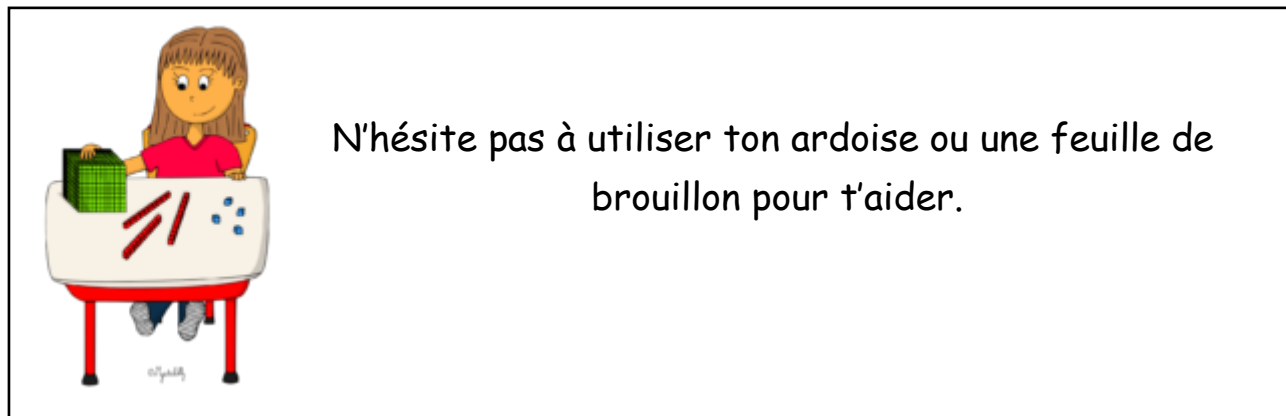 N'hésite pas à utiliser ton ardoise ou une feuille de
brouillon pour t'aider.